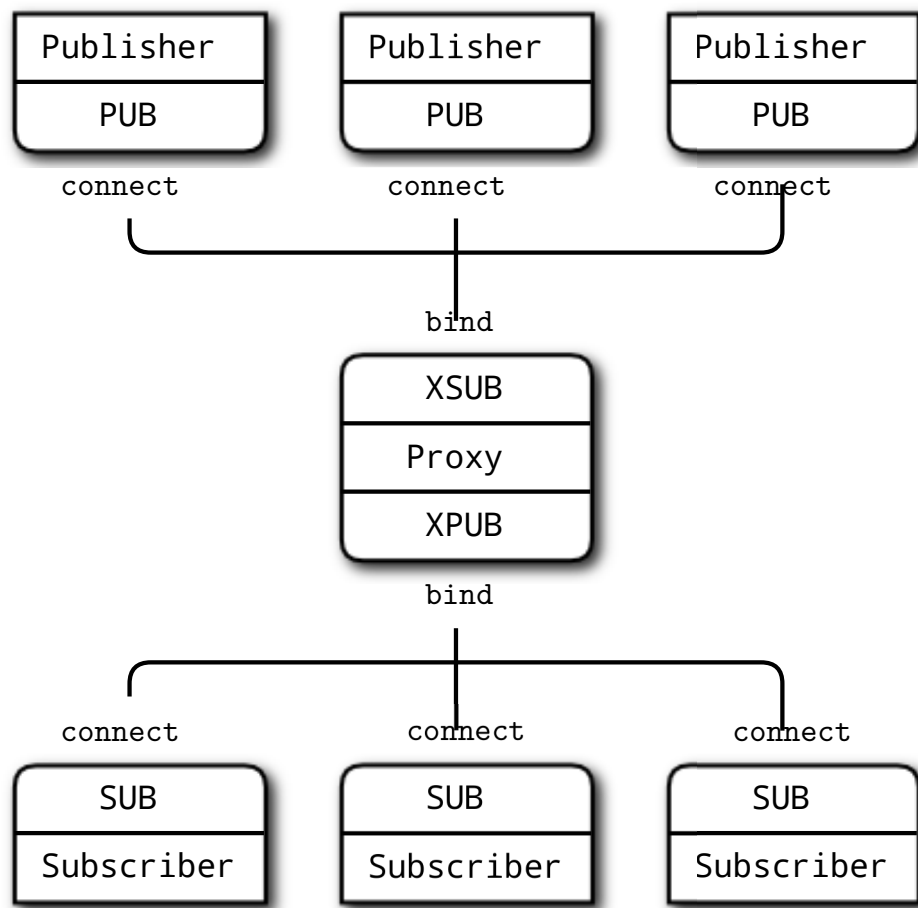 Publisher Publisher Publisher
PUB PUB PUB
connect connect connect
bind
XSUB
Proxy
XPUB
bind
connect connect connect
SUB SUB SUB
Subscriber Subscriber Subscriber